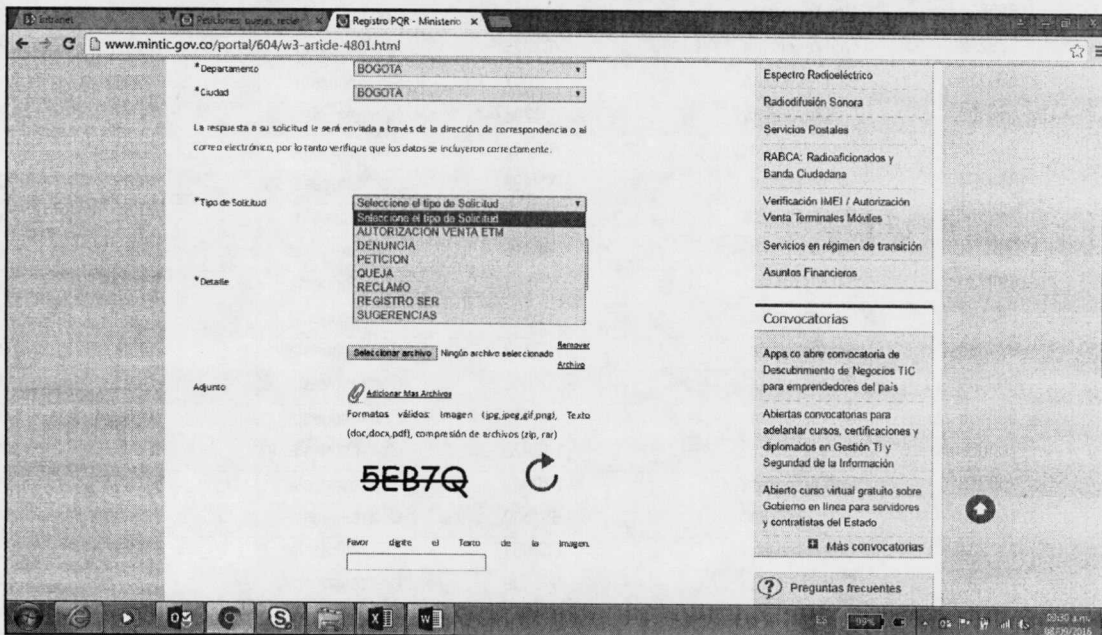 Intranet
Peticiones, quejas, recla
Registro PQR - Ministerio
www.mintic.gov.co/portal/604/w3-article-4801.html
*Departamento
BOGOTA
*Ciudad
BOGOTA
La respuesta a su solicitud le será enviada a través de la dirección de correspondencia o al
correo electrónico, por lo tanto verifique que los datos se incluyeron correctamente.
*Tipo de Solicitud
Seleccione el tipo de Solicitud
Seleccione el tipo de Solicitud
AUTORIZACION VENTA ETM
DENUNCIA
PETICION
QUEJA
RECLAMO
REGISTRO SER
SUGERENCIAS
*Detalle
Seleccionar archivo Ningún archivo seleccionado
Remover
Archivo
Adjunto
Adicionar Mas Archivos
Formatos válidos: Imagen (jpg,jpeg,gif,png), Texto
(doc,docx,pdf), compresión de archivos (zip, rar)
5EB7Q
Favor digite el Texto de la Imagen.
Espectro Radioeléctrico
Radiodifusión Sonora
Servicios Postales
RABCA: Radioaficionados y
Banda Ciudadana
Verificación IMEI / Autorización
Venta Terminales Móviles
Servicios en régimen de transición
Asuntos Financieros
Convocatorias
Apps.co abre convocatoria de
Descubrimiento de Negocios TIC
para emprendedores del país
Abiertas convocatorias para
adelantar cursos, certificaciones y
diplomados en Gestión TI y
Seguridad de la Información
Abierto curso virtual gratuito sobre
Gobierno en línea para servidores
y contratistas del Estado
Más convocatorias
Preguntas frecuentes
ES
99%
09:30 a.m.
08/09/2016